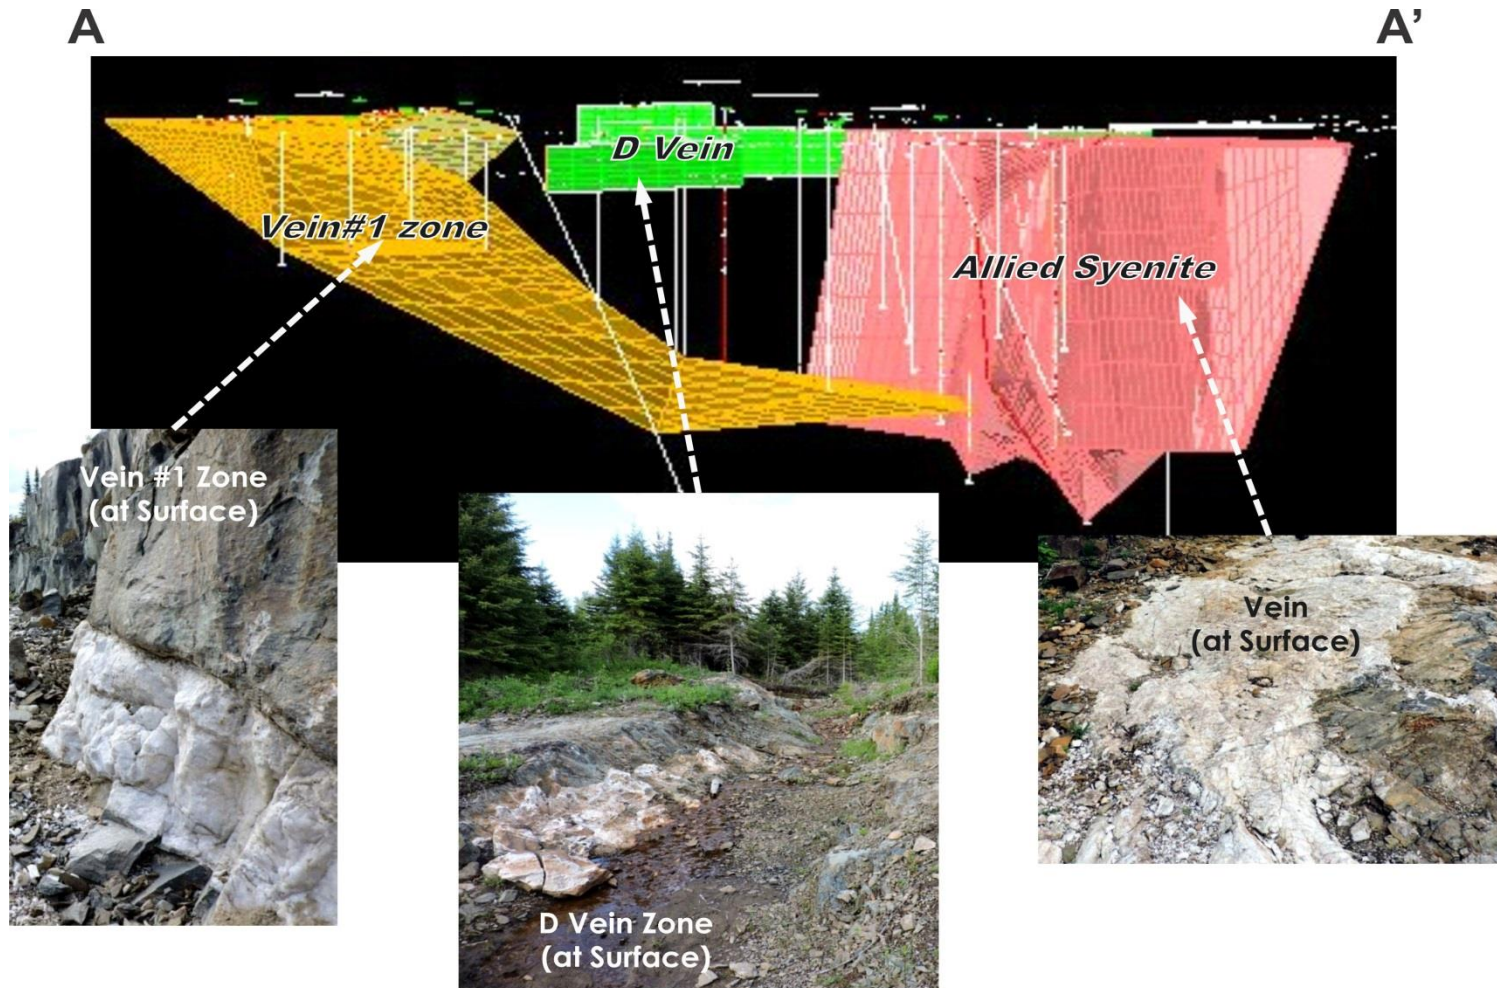 A
A’
D Vein
Vein#1 zone
Allied Syenite
Vein #1 Zone
(at Surface)
Vein
(at Surface)
D Vein Zone
(at Surface)